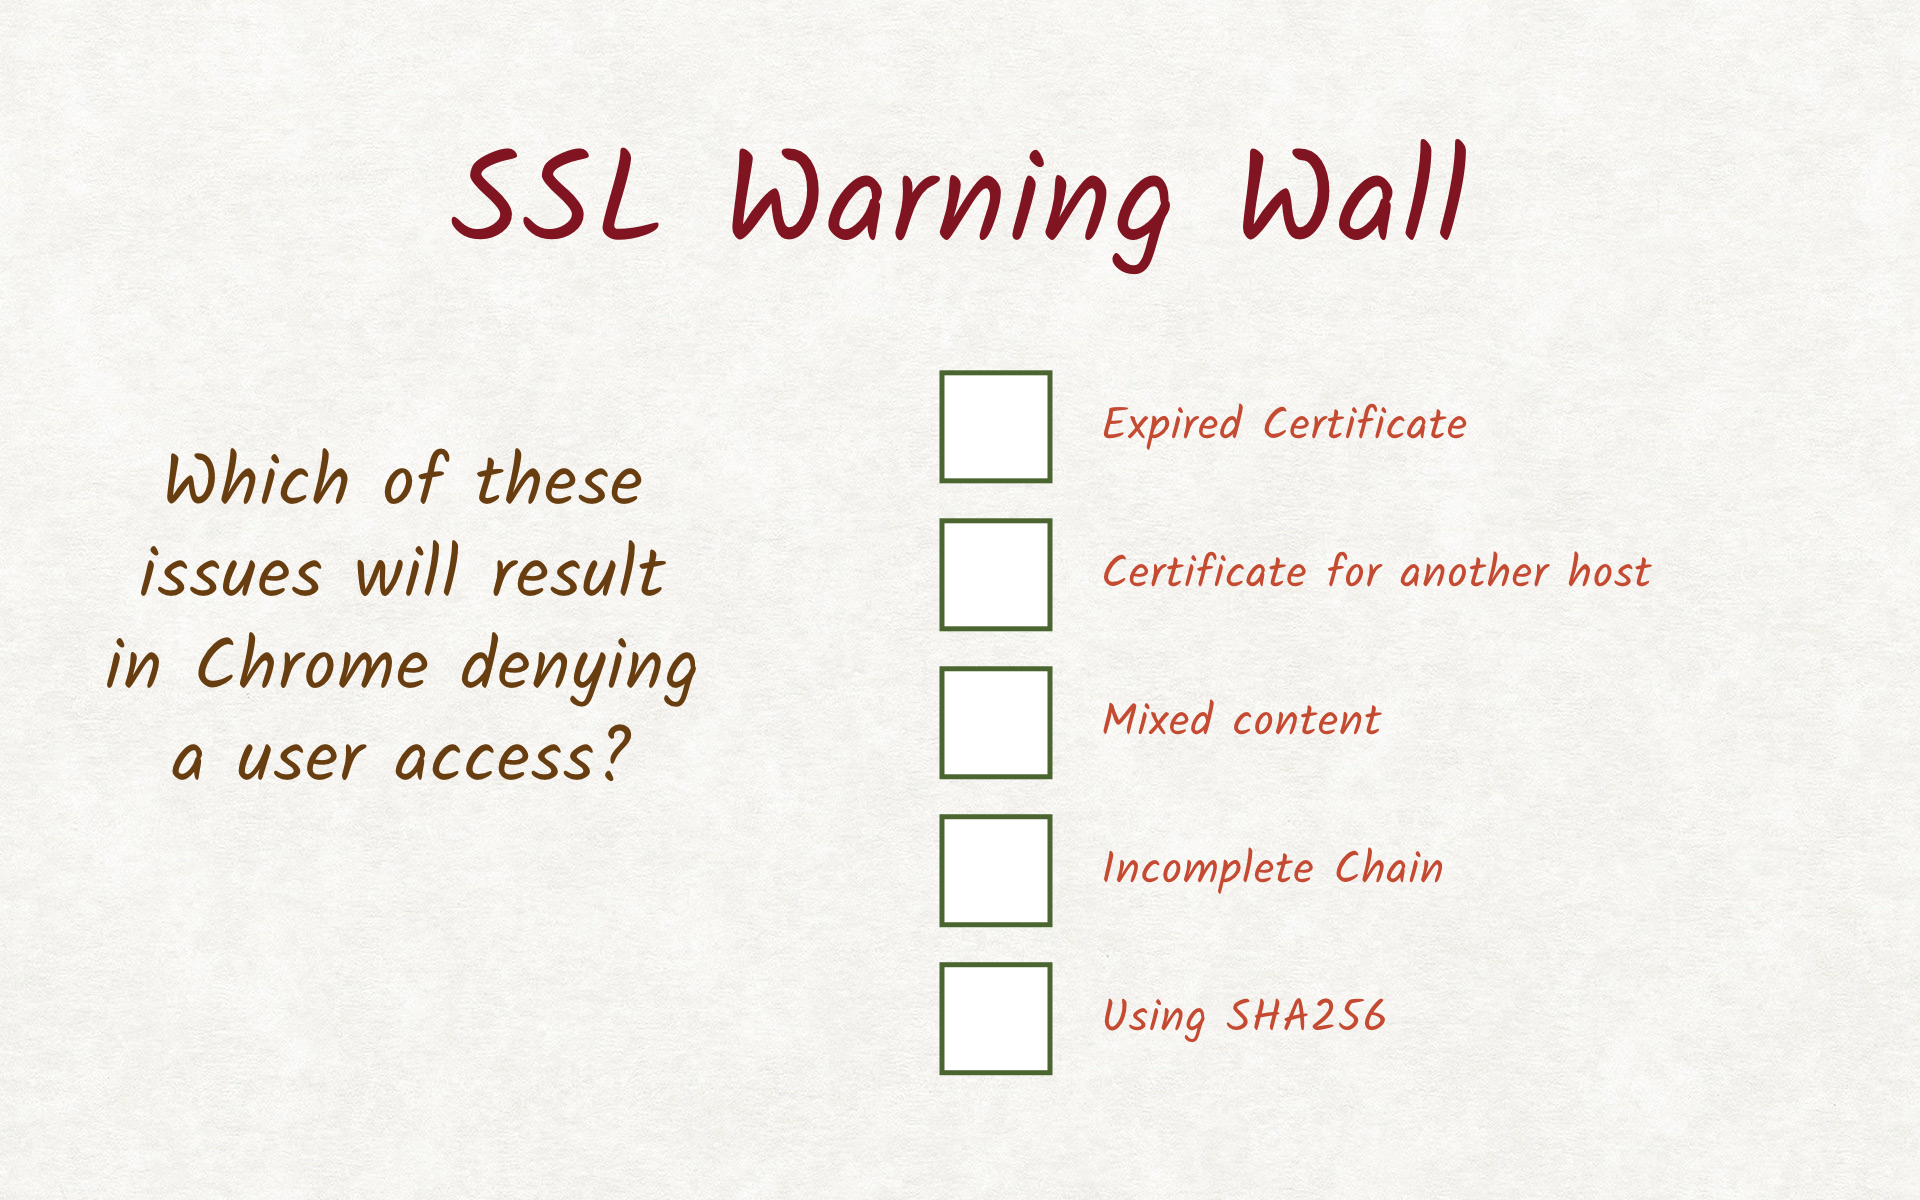 SSL Warning Wall
Which of these
issues will result
in Chrome denying
a user access?
Expired Certificate
Certificate for another host
Mixed content
Incomplete Chain
Using SHA256